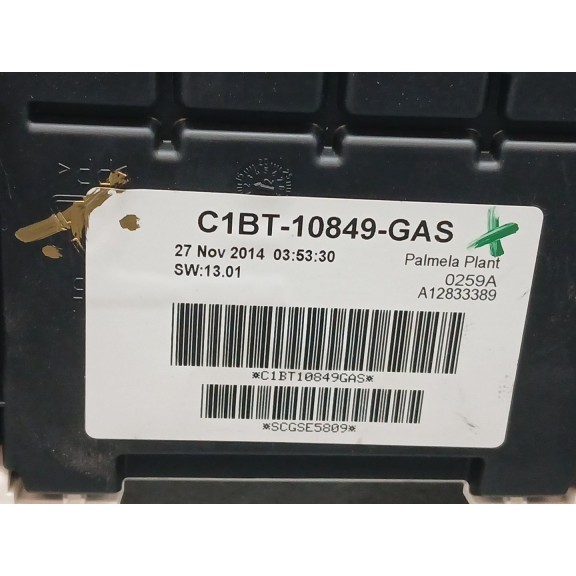 C1BT-10849-GAS
27 Nov 2014 03:53:30
Palmela Plant
SW:13.01
0259A
A12833389
*C1BT10849GAS*
*SCGSE5809*